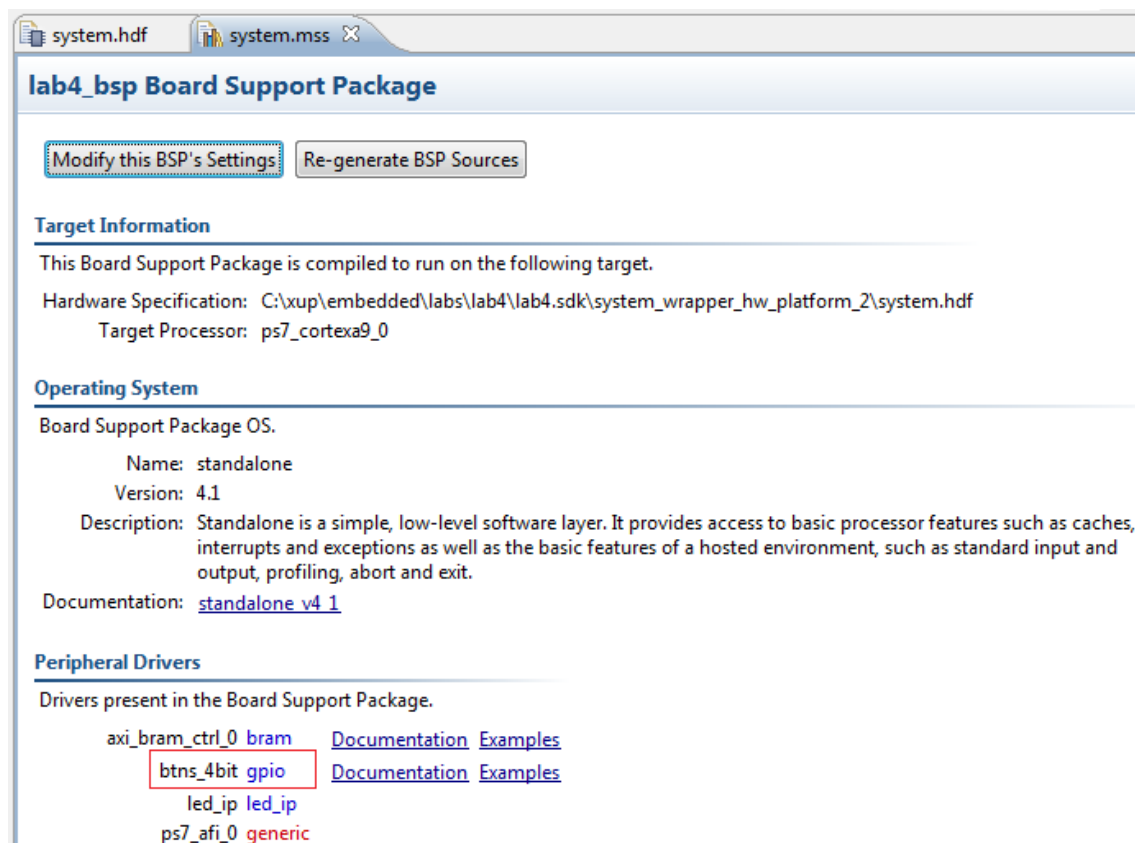 system.hdf system.mss
lab4_bsp Board Support Package
Modify this BSP's Settings Re-generate BSP Sources
Target Information
This Board Support Package is compiled to run on the following target.
Hardware Specification: C:\xup\embedded\labs\lab4\lab4.sdk\system_wrapper_hw_platform_2\system.hdf
Target Processor: ps7_cortexa9_0
Operating System
Board Support Package OS.
Name: standalone
Version: 4.1
Description: Standalone is a simple, low-level software layer. It provides access to basic processor features such as caches,
interrupts and exceptions as well as the basic features of a hosted environment, such as standard input and
output, profiling, abort and exit.
Documentation: standalone_v4_1
Peripheral Drivers
Drivers present in the Board Support Package.
axi_bram_ctrl_0 bram Documentation Examples
btns_4bit gpio Documentation Examples
led_ip led_ip
ps7_afi_0 generic